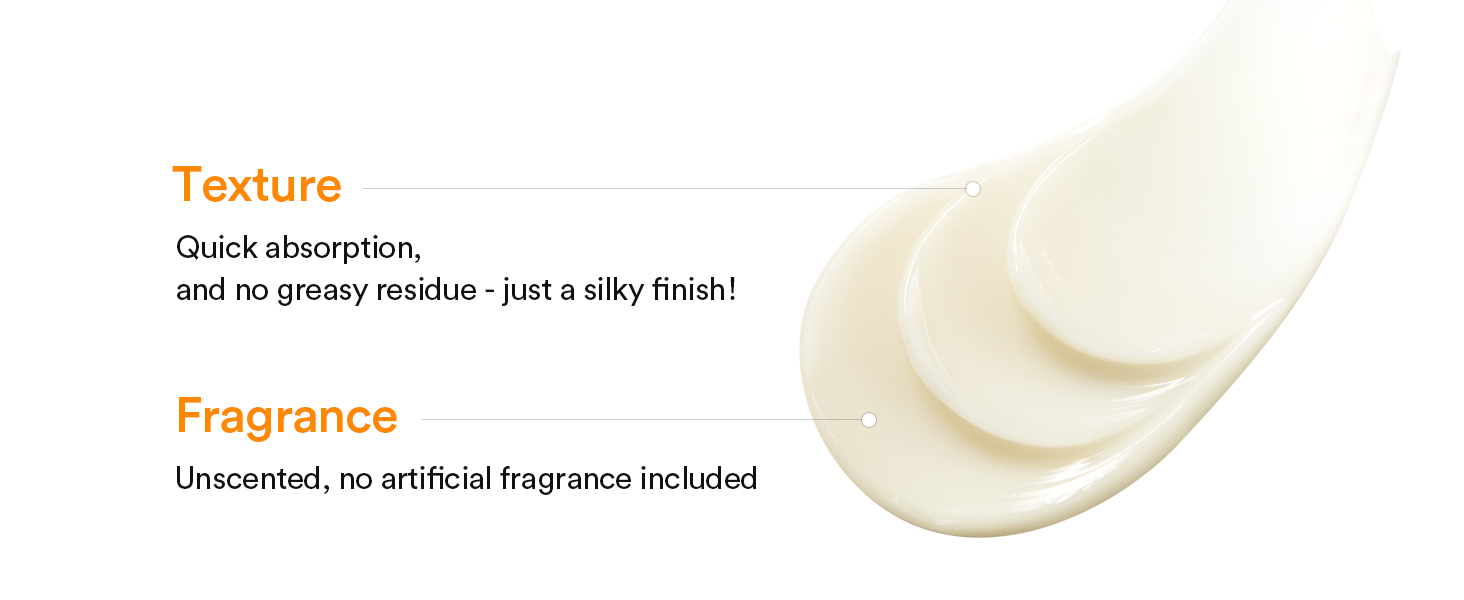 Texture
Quick absorption,
and no greasy residue - just a silky finish!
Fragrance
Unscented, no artificial fragrance included